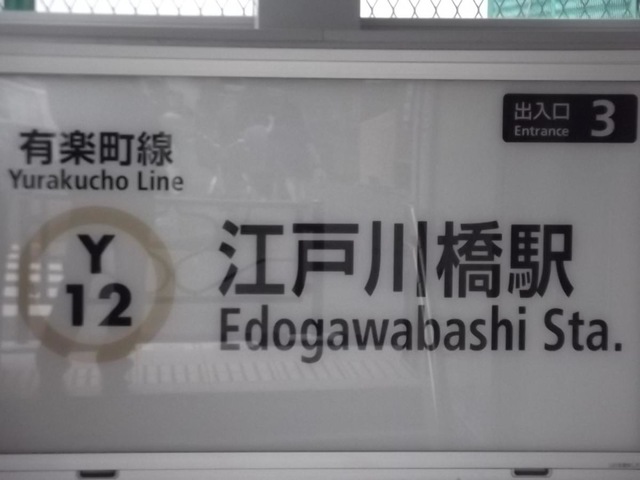 有楽町線
Yurakucho Line
Y
12
江戸川橋駅
Edogawabashi Sta.
出入口
Entrance
3